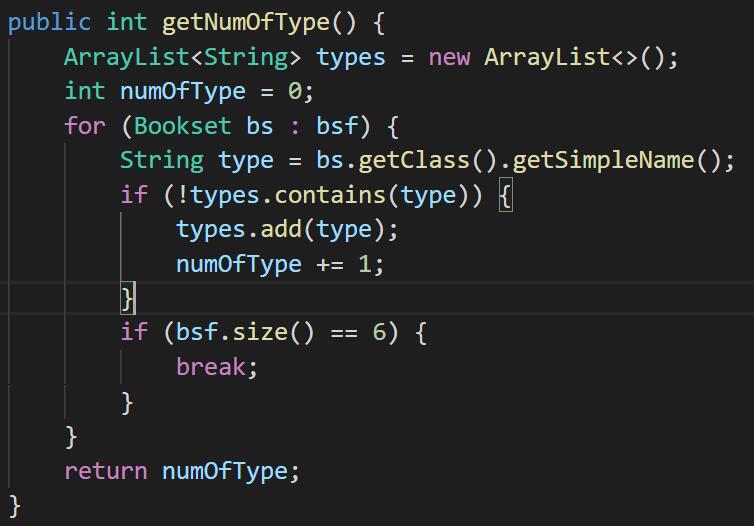 public int getNumOfType() {
    ArrayList<String> types = new ArrayList<>();
    int numOfType = 0;
    for (Bookset bs : bsf) {
        String type = bs.getClass().getSimpleName();
        if (!types.contains(type)) {
            types.add(type);
            numOfType += 1;
        }
        if (bsf.size() == 6) {
            break;
        }
    }
    return numOfType;
}